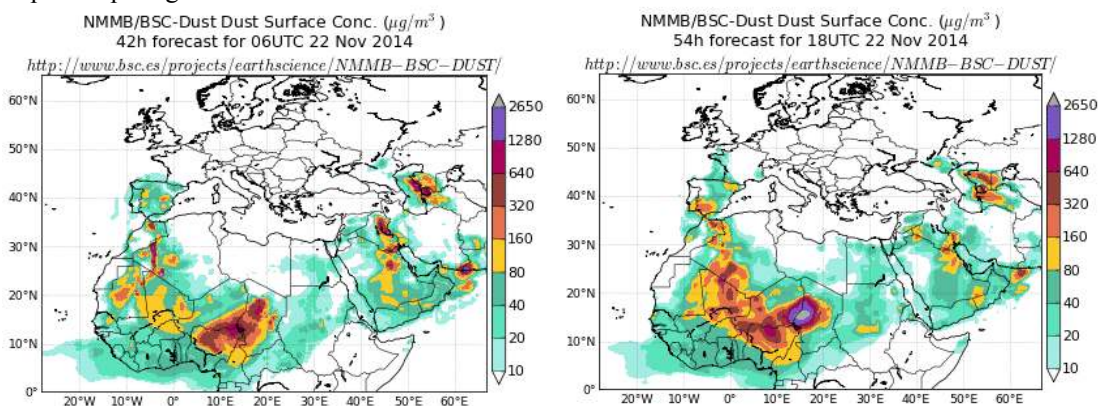 NMMB/BSC-Dust Dust Surface Conc. (µg/m³)
42h forecast for 06UTC 22 Nov 2014
http://www.bsc.es/projects/earthscience/NMMB-BSC-DUST/
60°N
50°N
40°N
30°N
20°N
10°N
0°
20°W 10°W 0° 10°E 20°E 30°E 40°E 50°E 60°E
2650
1280
640
320
160
80
40
20
10
NMMB/BSC-Dust Dust Surface Conc. (µg/m³)
54h forecast for 18UTC 22 Nov 2014
http://www.bsc.es/projects/earthscience/NMMB-BSC-DUST/
60°N
50°N
40°N
30°N
20°N
10°N
0°
20°W 10°W 0° 10°E 20°E 30°E 40°E 50°E 60°E
2650
1280
640
320
160
80
40
20
10